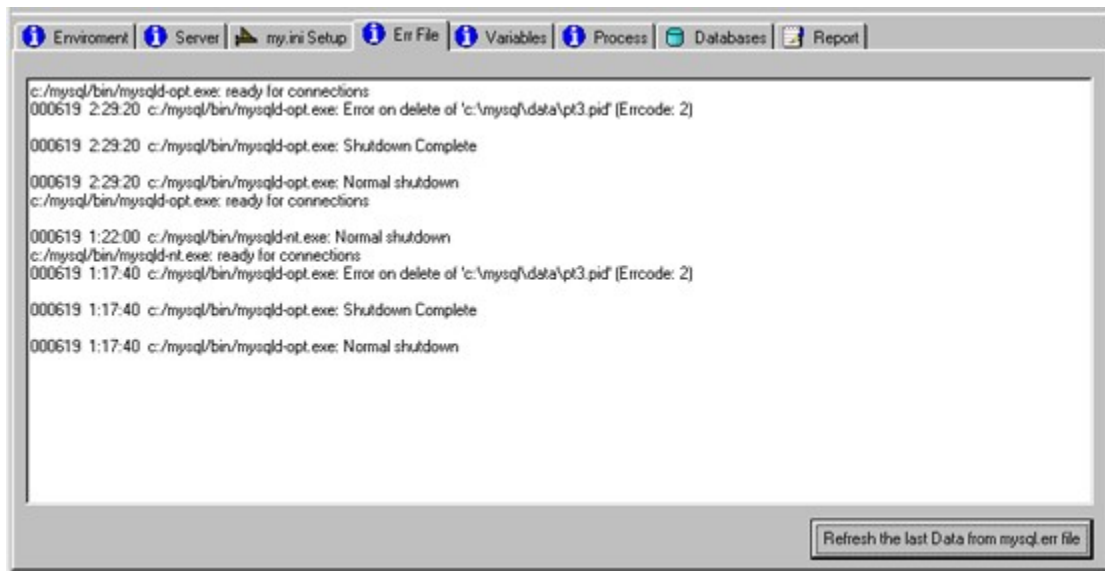 Enviroment Server my.ini Setup Err File Variables Process Databases Report
c:/mysql/bin/mysqld-opt.exe: ready for connections
000619 2:29:20 c:/mysql/bin/mysqld-opt.exe: Error on delete of 'c:\mysql\data\pt3.pid' (Errcode: 2)
000619 2:29:20 c:/mysql/bin/mysqld-opt.exe: Shutdown Complete
000619 2:29:20 c:/mysql/bin/mysqld-opt.exe: Normal shutdown
c:/mysql/bin/mysqld-opt.exe: ready for connections
000619 1:22:00 c:/mysql/bin/mysqld-nt.exe: Normal shutdown
c:/mysql/bin/mysqld-nt.exe: ready for connections
000619 1:17:40 c:/mysql/bin/mysqld-opt.exe: Error on delete of 'c:\mysql\data\pt3.pid' (Errcode: 2)
000619 1:17:40 c:/mysql/bin/mysqld-opt.exe: Shutdown Complete
000619 1:17:40 c:/mysql/bin/mysqld-opt.exe: Normal shutdown
Refresh the last Data from mysql.err file